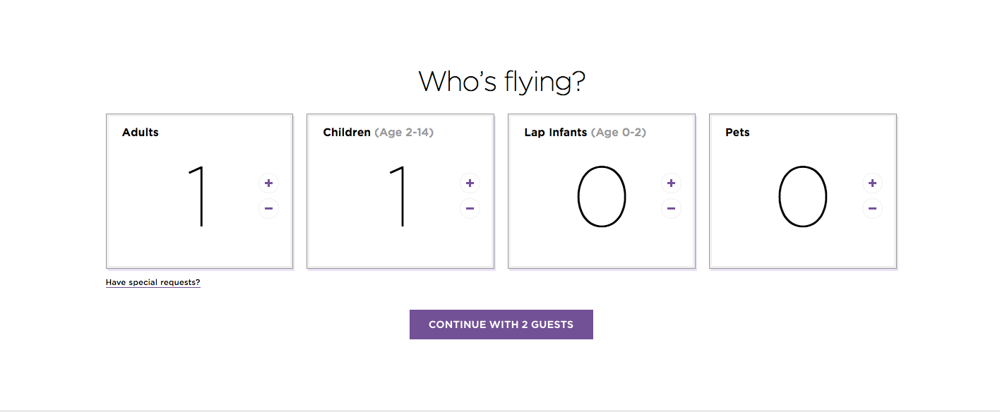 Who's flying?
Adults
1
+
−
Children (Age 2-14)
1
+
−
Lap Infants (Age 0-2)
0
+
−
Pets
0
+
−
Have special requests?
CONTINUE WITH 2 GUESTS